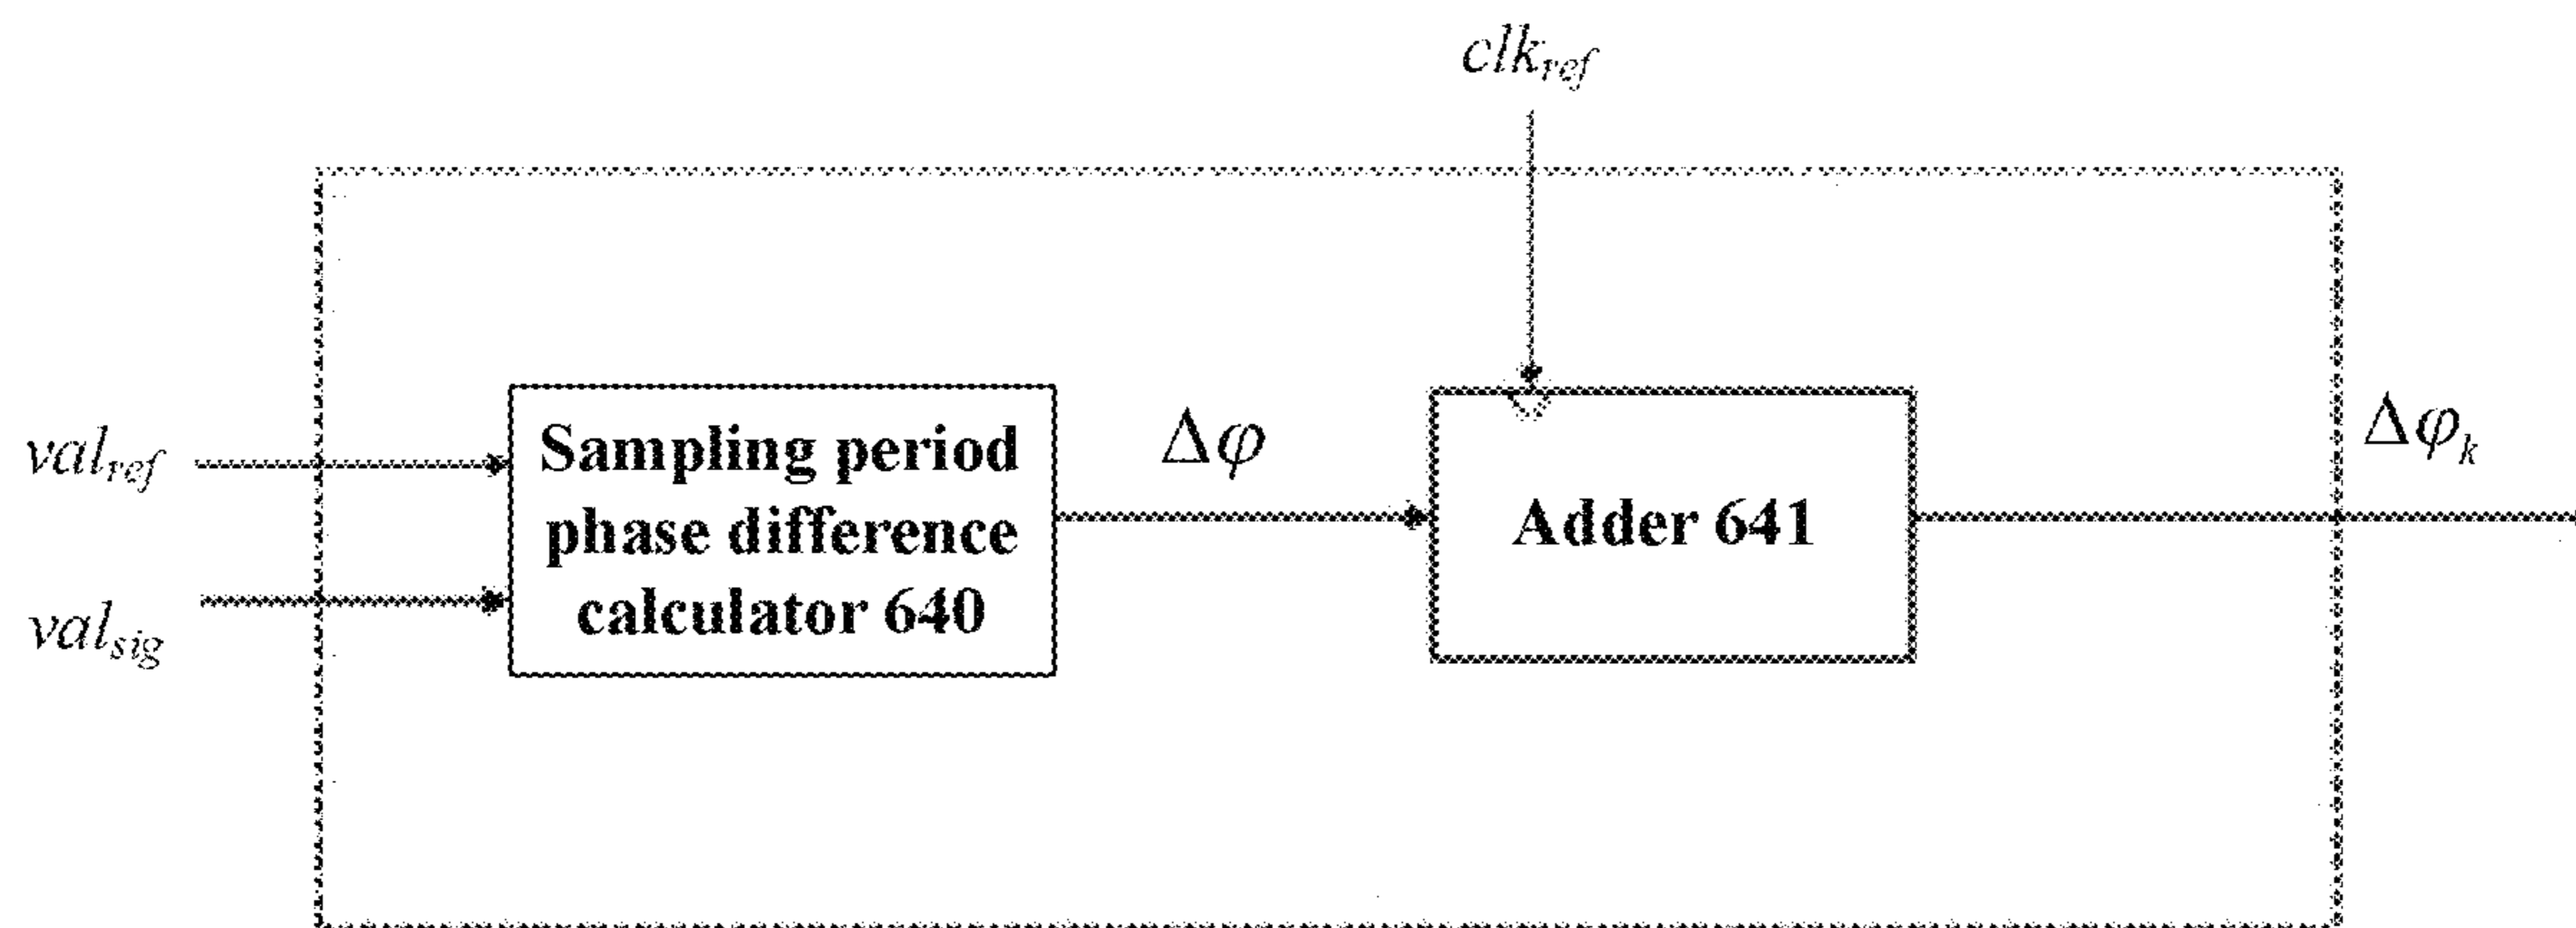 clk_ref
val_ref
val_sig
Sampling period
phase difference
calculator 640
Δφ
Adder 641
Δφ_k